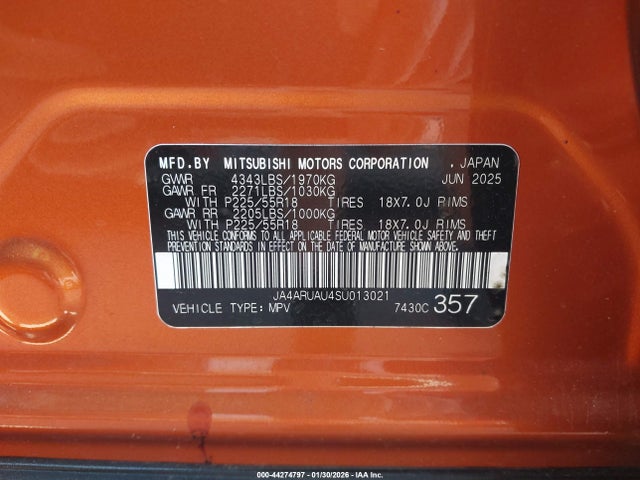 MFD.BY MITSUBISHI MOTORS CORPORATION . JAPAN
GVWR 4343LBS/1970KG JUN 2025
GAWR FR 2271LBS/1030KG
WITH P225/55R18 TIRES 18X7.0J RIMS
GAWR RR 2205LBS/1000KG
WITH P225/55R18 TIRES 18X7.0J RIMS
THIS VEHICLE CONFORMS TO ALL APPLICABLE FEDERAL MOTOR VEHICLE SAFETY AND
THEFT PREVENTION STANDARDS IN EFFECT ON THE DATE OF MANUFACTURE SHOWN ABOVE.
JA4ARUAU4SU013021
VEHICLE TYPE: MPV 7430C 357
000-44274797 - 01/30/2026 - IAA Inc.